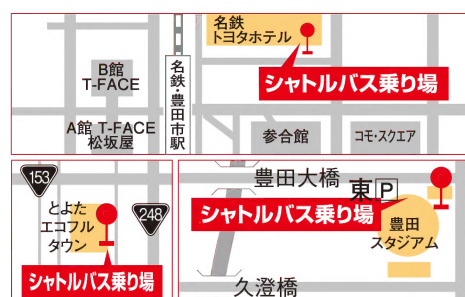 名鉄
トヨタホテル
B館
T-FACE
名鉄・豊田市駅
シャトルバス乗り場
A館 T-FACE
松坂屋
参合館
コモ・スクエア
153
とよた
エコフル
タウン
248
シャトルバス乗り場
豊田大橋
東P
シャトルバス乗り場
豊田
スタジアム
久澄橋